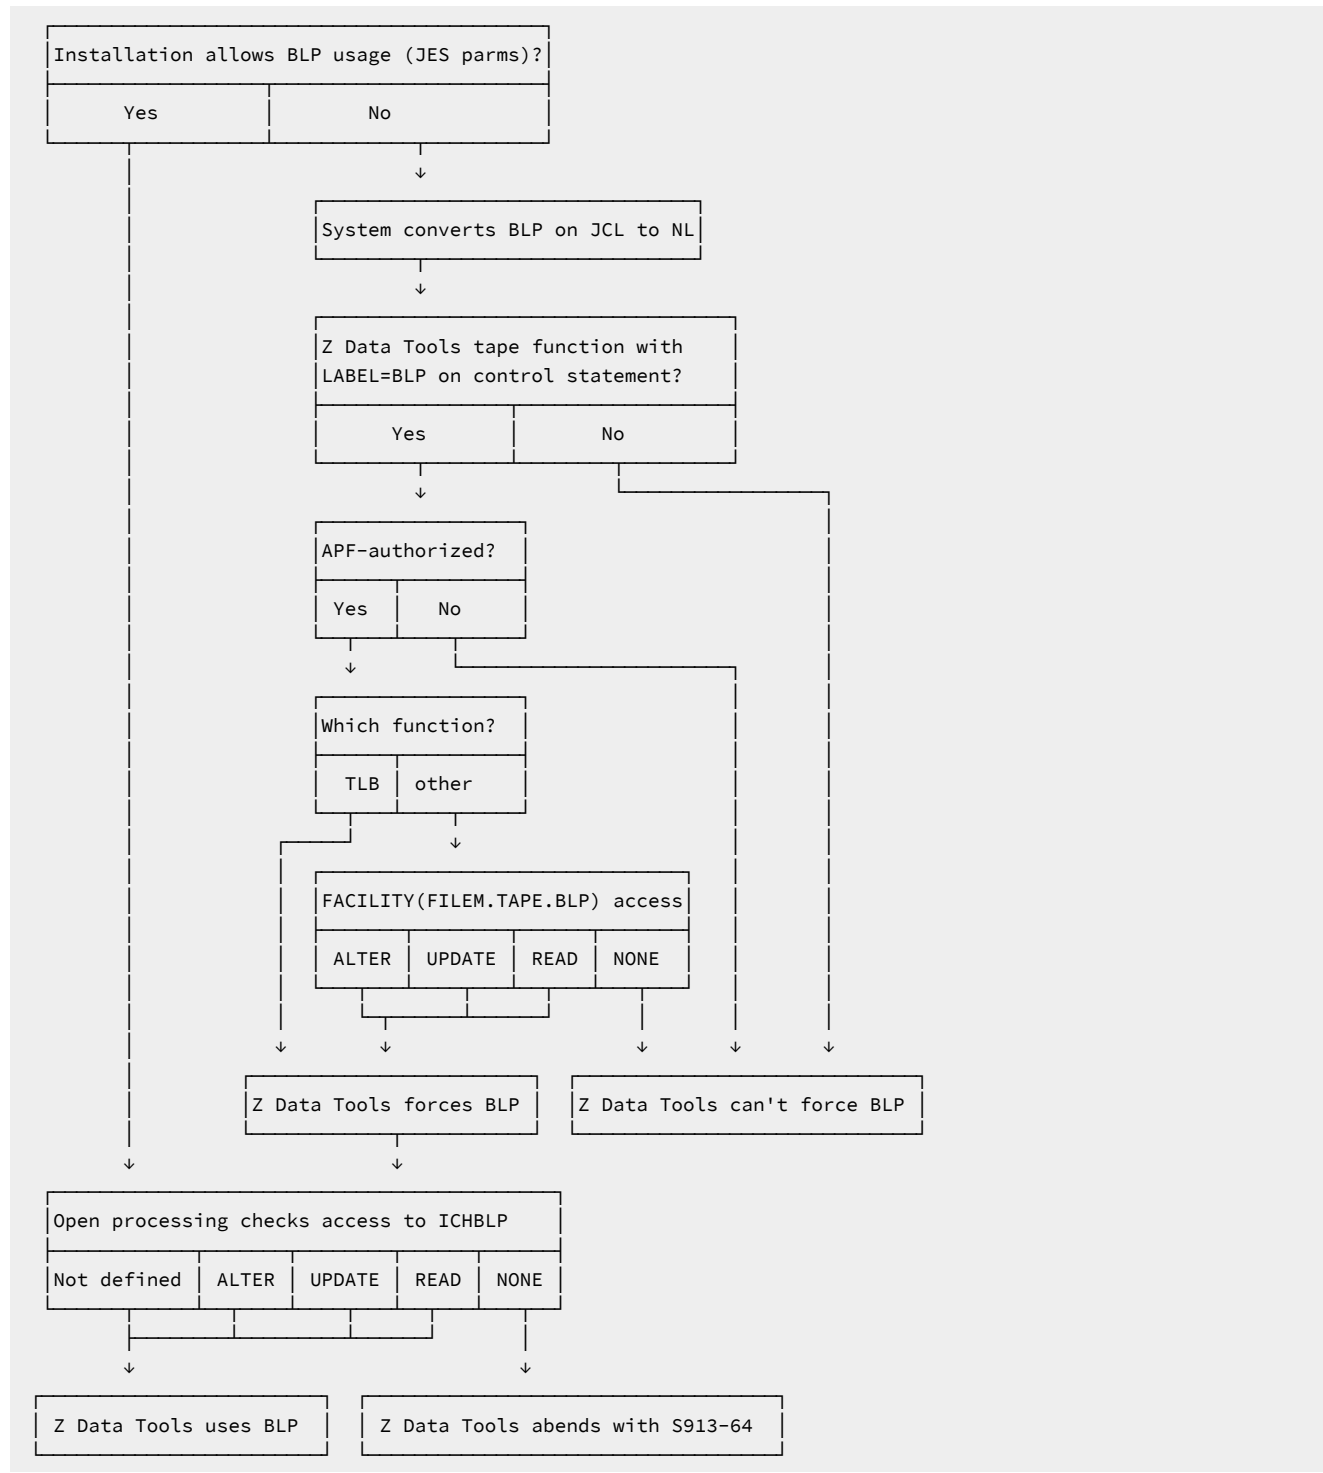 Installation allows BLP usage (JES parms)?
Yes No
System converts BLP on JCL to NL
Z Data Tools tape function with
LABEL=BLP on control statement?
Yes No
APF-authorized?
Yes No
Which function?
TLB other
FACILITY(FILEM.TAPE.BLP) access
ALTER UPDATE READ NONE
Z Data Tools forces BLP Z Data Tools can't force BLP
Open processing checks access to ICHBLP
Not defined ALTER UPDATE READ NONE
Z Data Tools uses BLP Z Data Tools abends with S913-64